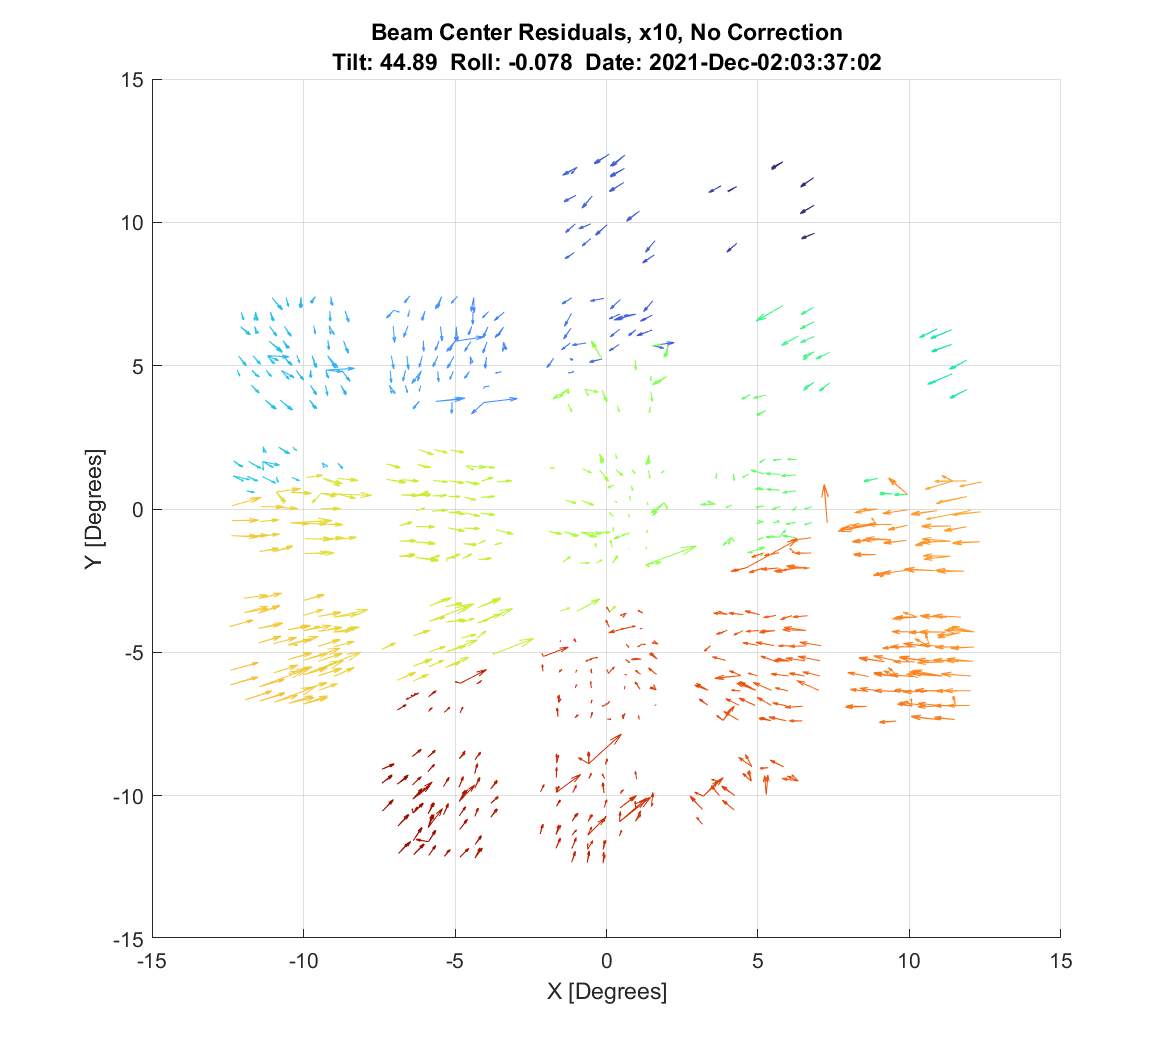 Beam Center Residuals, x10, No Correction
Tilt: 44.89 Roll: -0.078 Date: 2021-Dec-02:03:37:02
15
10
5
0
-5
-10
-15
Y [Degrees]
-15 -10 -5 0 5 10 15
X [Degrees]